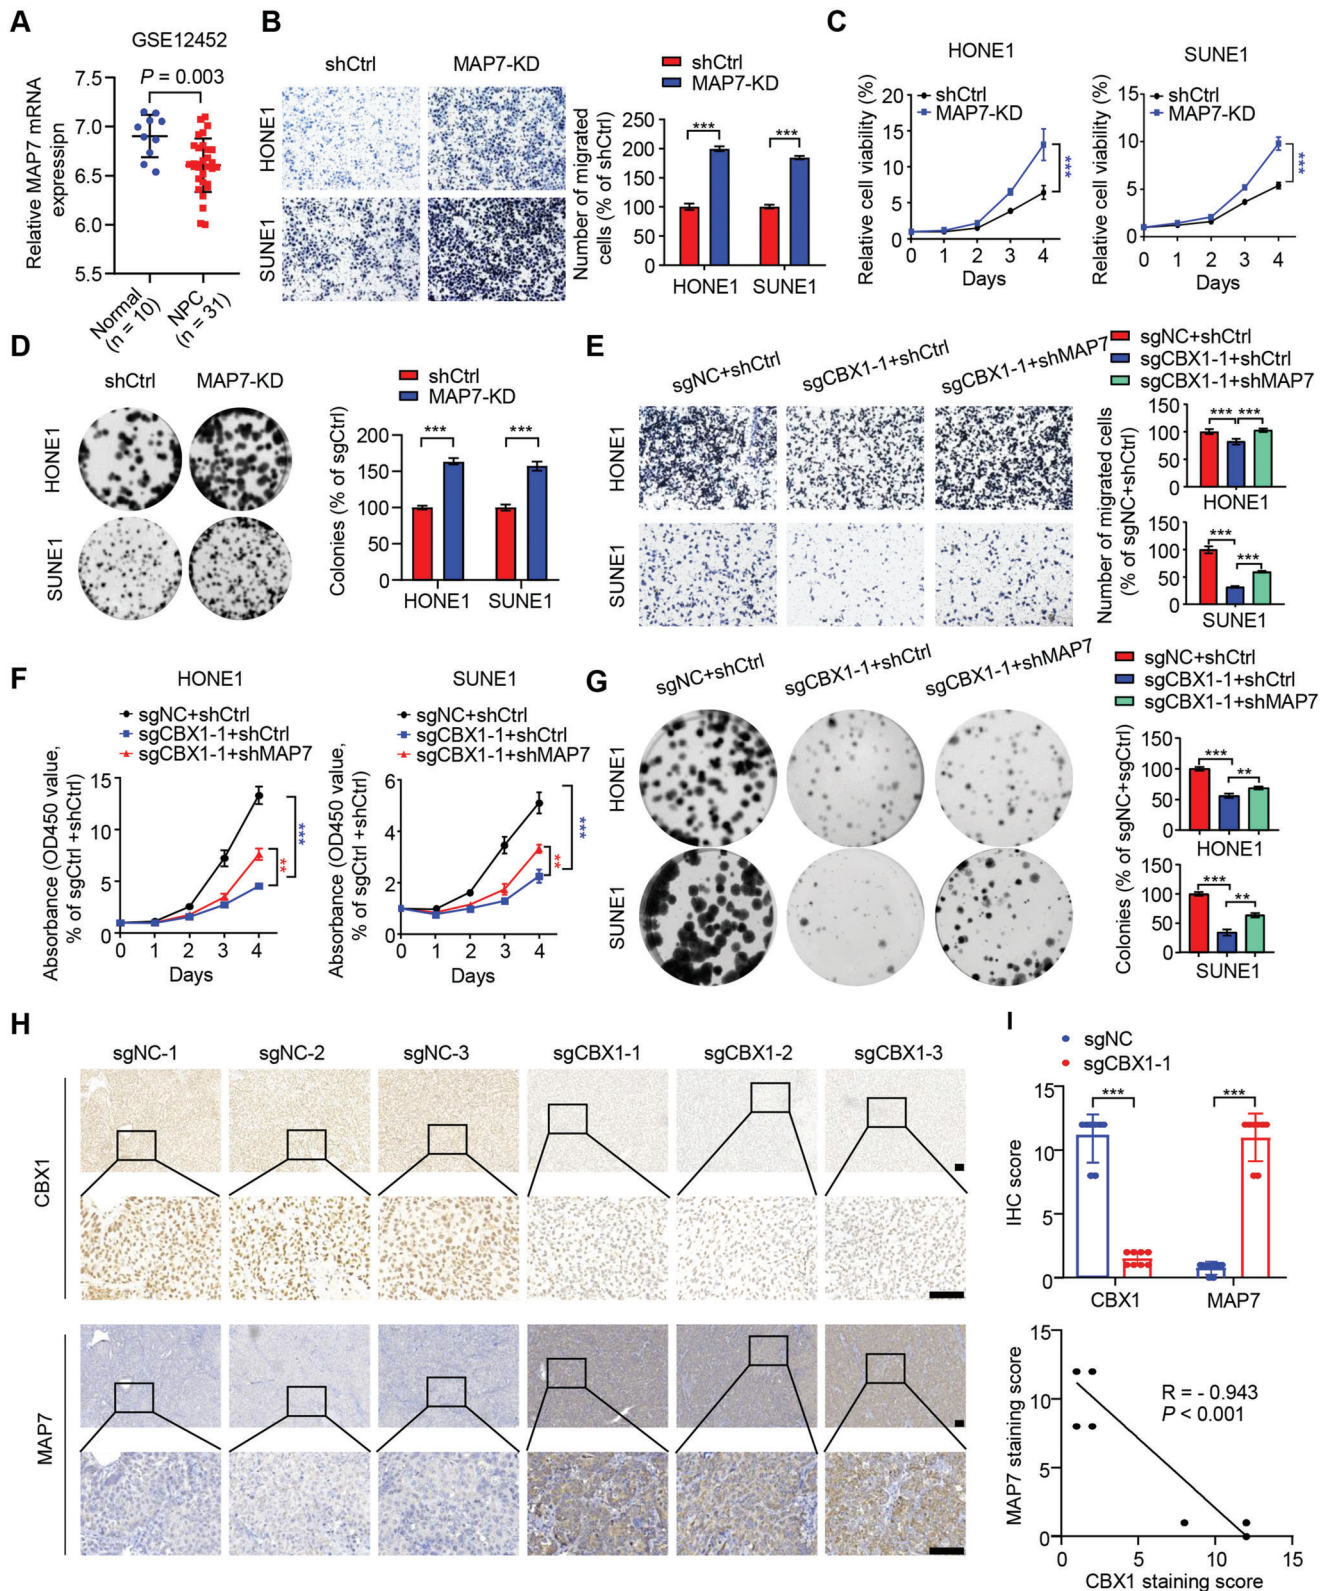 A
GSE12452
P = 0.003
Relative MAP7 mRNA
expressipn
7.5
7.0
6.5
6.0
5.5
Normal
(n = 10)
NPC
(n = 31)
B
shCtrl
MAP7-KD
HONE1
SUNE1
shCtrl
MAP7-KD
Number of migrated
cells (% of shCtrl)
250
200
150
100
50
0
***
***
HONE1
SUNE1
C
HONE1
shCtrl
MAP7-KD
Relative cell viability (%)
20
15
10
5
0
***
0 1 2 3 4
Days
SUNE1
shCtrl
MAP7-KD
Relative cell viability (%)
15
10
5
0
***
0 1 2 3 4
Days
D
shCtrl
MAP7-KD
HONE1
SUNE1
shCtrl
MAP7-KD
Colonies (% of sgCtrl)
200
150
100
50
0
***
***
HONE1
SUNE1
E
sgNC+shCtrl
sgCBX1-1+shCtrl
sgCBX1-1+shMAP7
HONE1
SUNE1
sgNC+shCtrl
sgCBX1-1+shCtrl
sgCBX1-1+shMAP7
Number of migrated cells
(% of sgNC+shCtrl)
150
100
50
0
*** ***
HONE1
150
100
50
0
***
***
SUNE1
F
HONE1
sgNC+shCtrl
sgCBX1-1+shCtrl
sgCBX1-1+shMAP7
Absorbance (OD450 value,
% of sgCtrl +shCtrl)
15
10
5
0
**
***
0 1 2 3 4
Days
SUNE1
sgNC+shCtrl
sgCBX1-1+shCtrl
sgCBX1-1+shMAP7
Absorbance (OD450 value,
% of sgCtrl +shCtrl)
6
4
2
0
**
***
0 1 2 3 4
Days
G
sgNC+shCtrl
sgCBX1-1+shCtrl
sgCBX1-1+shMAP7
HONE1
SUNE1
sgNC+shCtrl
sgCBX1-1+shCtrl
sgCBX1-1+shMAP7
Colonies (% of sgNC+sgCtrl)
150
100
50
0
***
**
HONE1
150
100
50
0
***
**
SUNE1
H
sgNC-1
sgNC-2
sgNC-3
sgCBX1-1
sgCBX1-2
sgCBX1-3
CBX1
MAP7
I
sgNC
sgCBX1-1
IHC score
15
10
5
0
***
***
CBX1
MAP7
MAP7 staining score
15
10
5
0
R = - 0.943
P < 0.001
0 5 10 15
CBX1 staining score